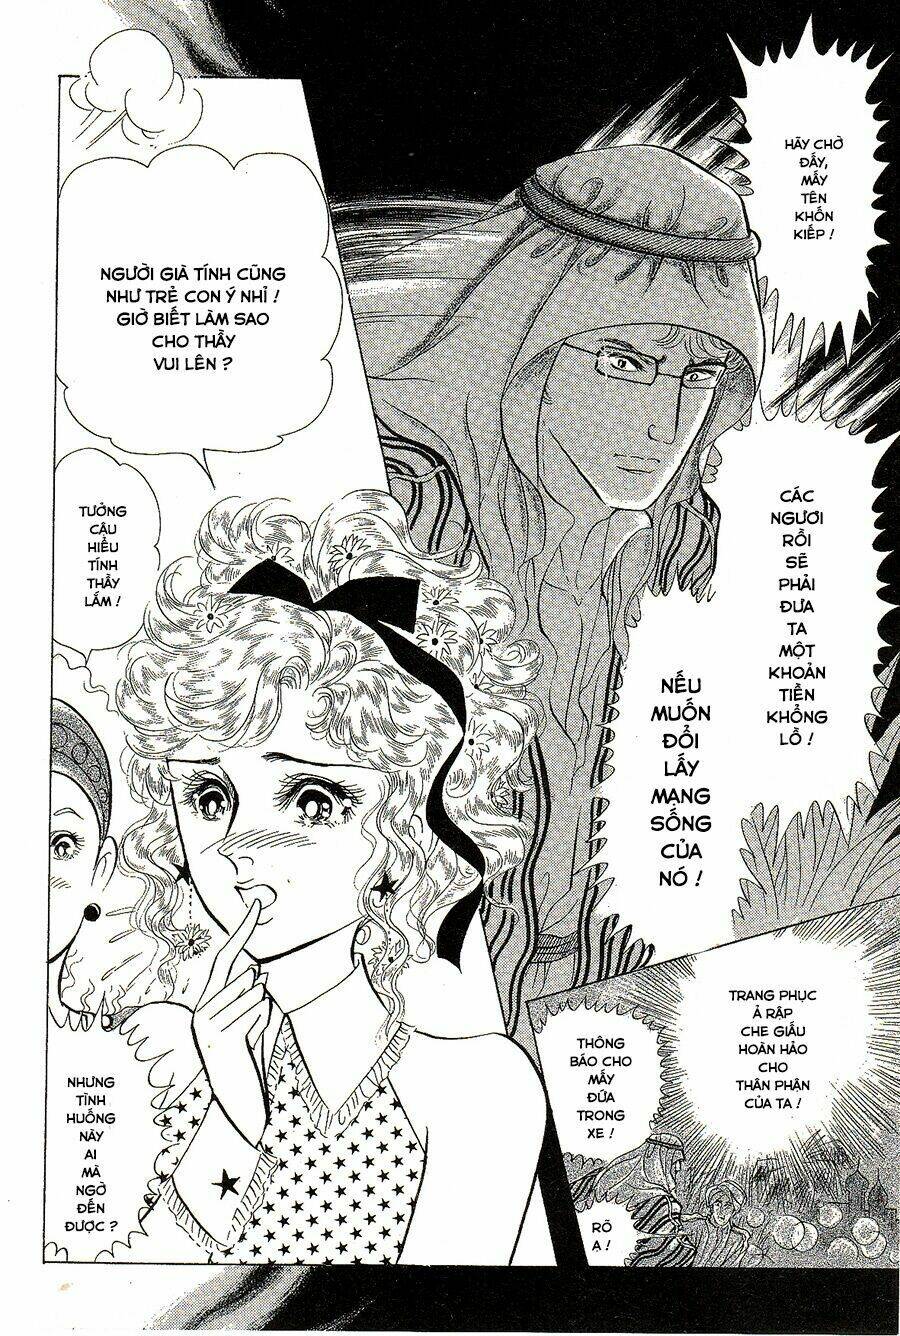 HÃY CHỜ
ĐẤY,
MẤY
TÊN
KHỐN
KIẾP !
CÁC
NGƯƠI
RỒI
SẼ
PHẢI
ĐƯA
TA
MỘT
KHOẢN
TIỀN
KHỔNG
LỒ !
NẾU
MUỐN
ĐỔI
LẤY
MẠNG
SỐNG
CỦA
NÓ !
TRANG PHỤC
Ả RẬP
CHE GIẤU
HOÀN HẢO
CHO
THÂN PHẬN
CỦA TA !
THÔNG
BÁO CHO
MẤY
ĐỨA
TRONG
XE !
RÕ
Ạ !
NGƯỜI GIÀ TÍNH CŨNG
NHƯ TRẺ CON Ý NHỈ !
GIỜ BIẾT LÀM SAO
CHO THẦY
VUI LÊN ?
TƯỞNG
CẬU
HIỂU
TÍNH
THẦY
LẮM !
NHƯNG
TÌNH
HUỐNG
NÀY
AI
MÀ
NGỜ
ĐẾN
ĐƯỢC ?